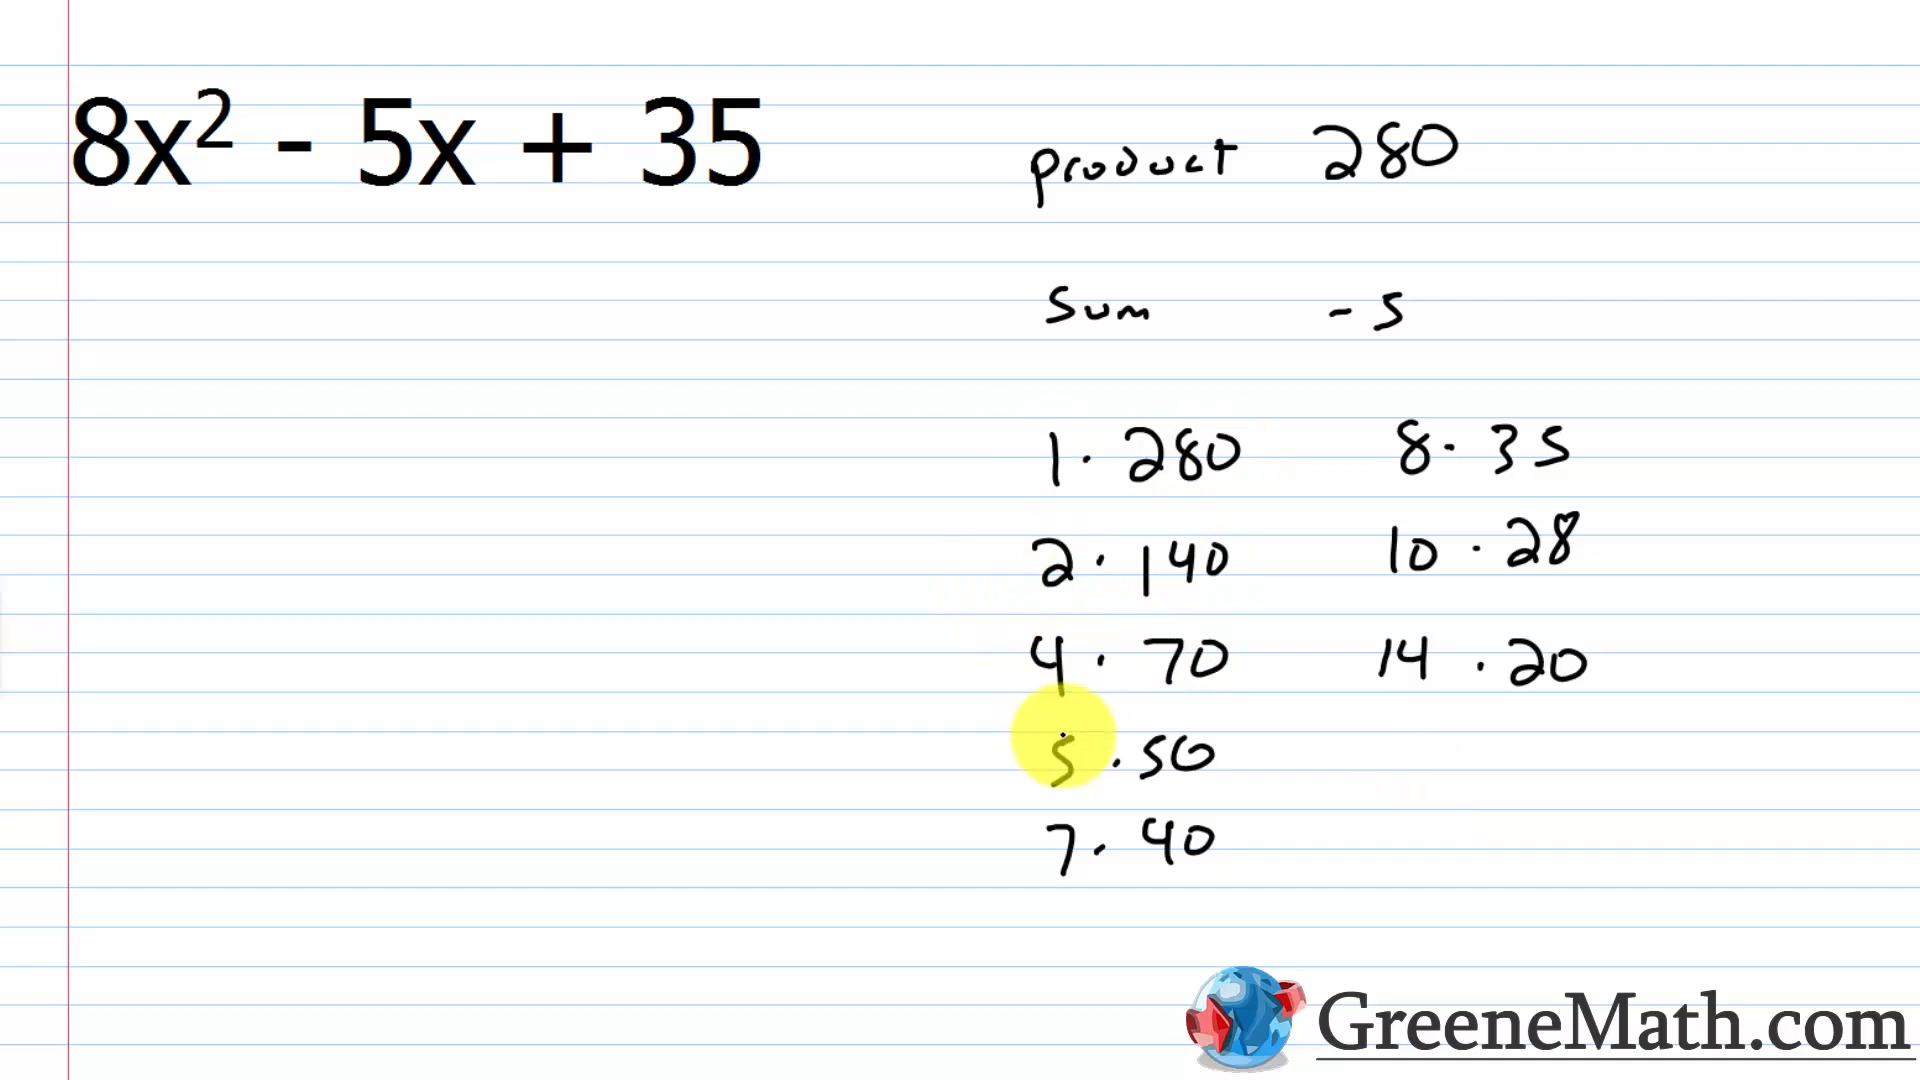 8x² - 5x + 35
product 280
sum -5
1 · 280
8 · 35
2 · 140
10 · 28
4 · 70
14 · 20
5 · 50
7 · 40
GreeneMath.com